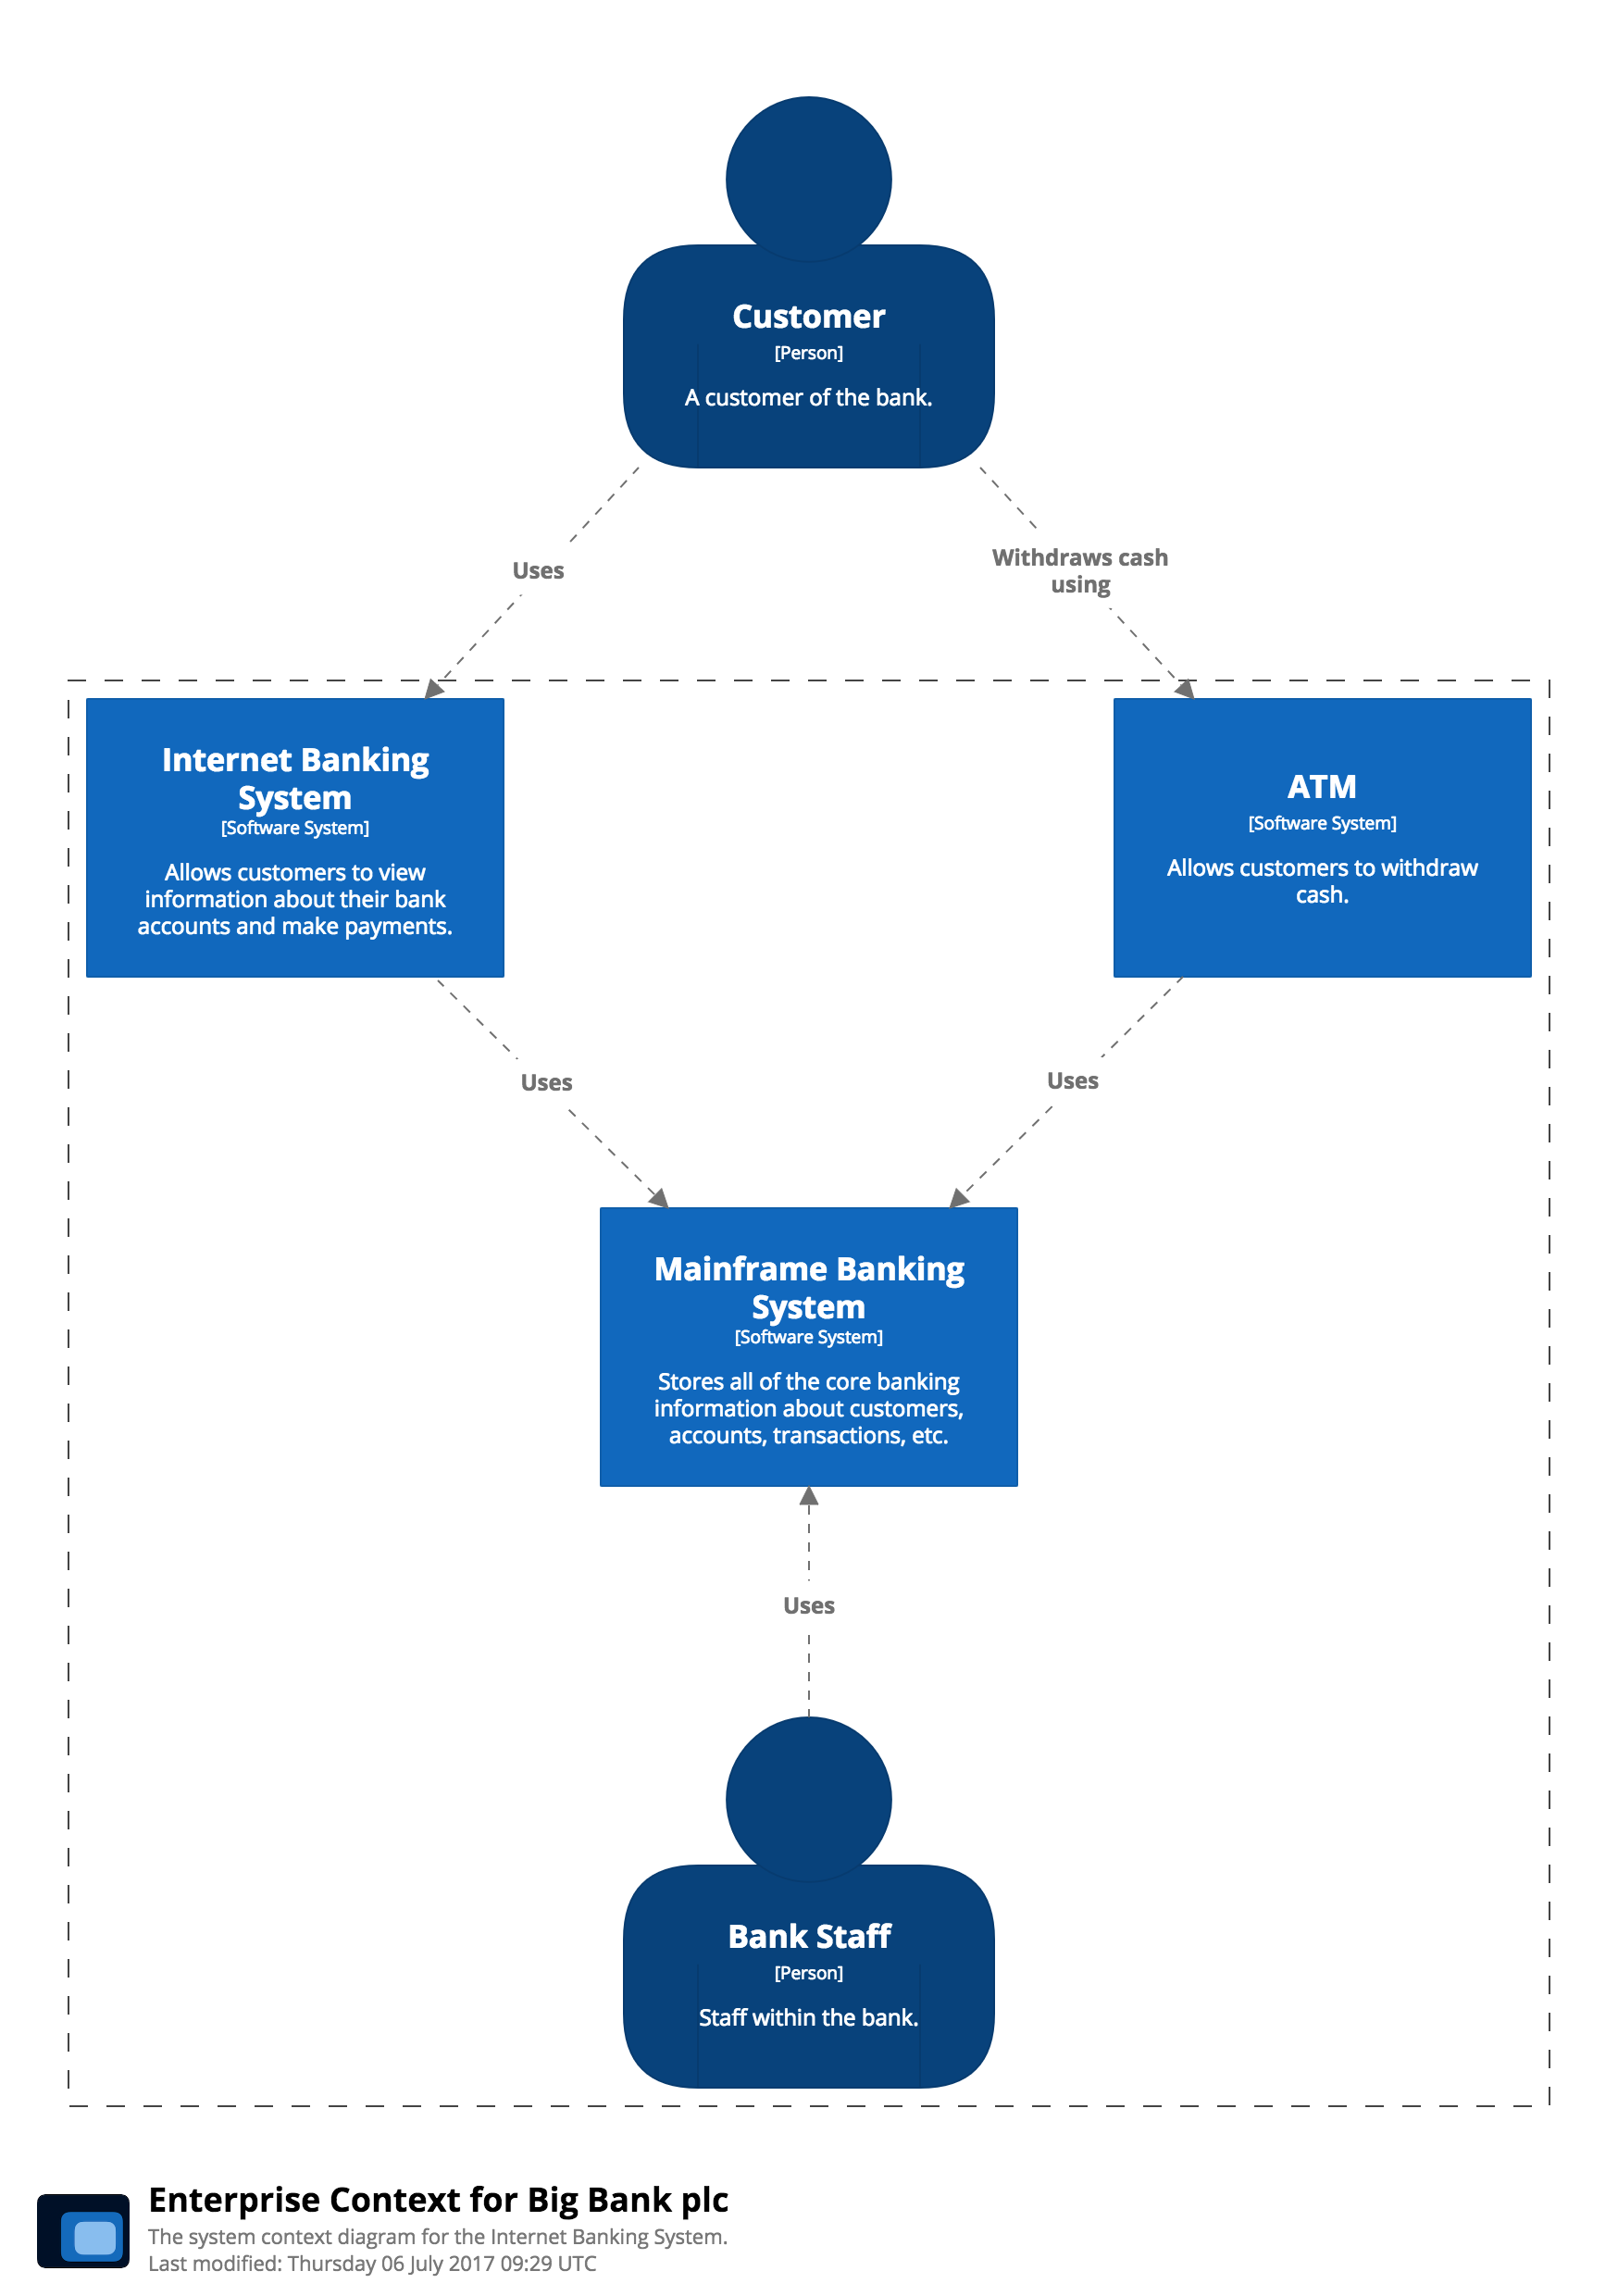 Customer
[Person]
A customer of the bank.
Uses
Withdraws cash
using
Internet Banking
System
[Software System]
Allows customers to view
information about their bank
accounts and make payments.
ATM
[Software System]
Allows customers to withdraw
cash.
Uses
Uses
Mainframe Banking
System
[Software System]
Stores all of the core banking
information about customers,
accounts, transactions, etc.
Uses
Bank Staff
[Person]
Staff within the bank.
Enterprise Context for Big Bank plc
The system context diagram for the Internet Banking System.
Last modified: Thursday 06 July 2017 09:29 UTC